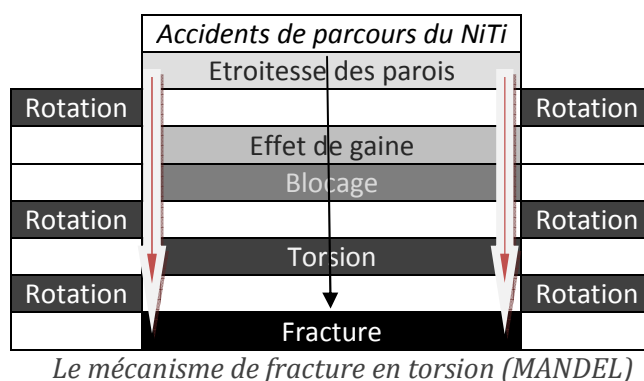 Accidents de parcours du NiTi
Etroitesse des parois
Rotation Rotation
Effet de gaine
Blocage
Rotation Rotation
Torsion
Rotation Rotation
Fracture
Le mécanisme de fracture en torsion (MANDEL)